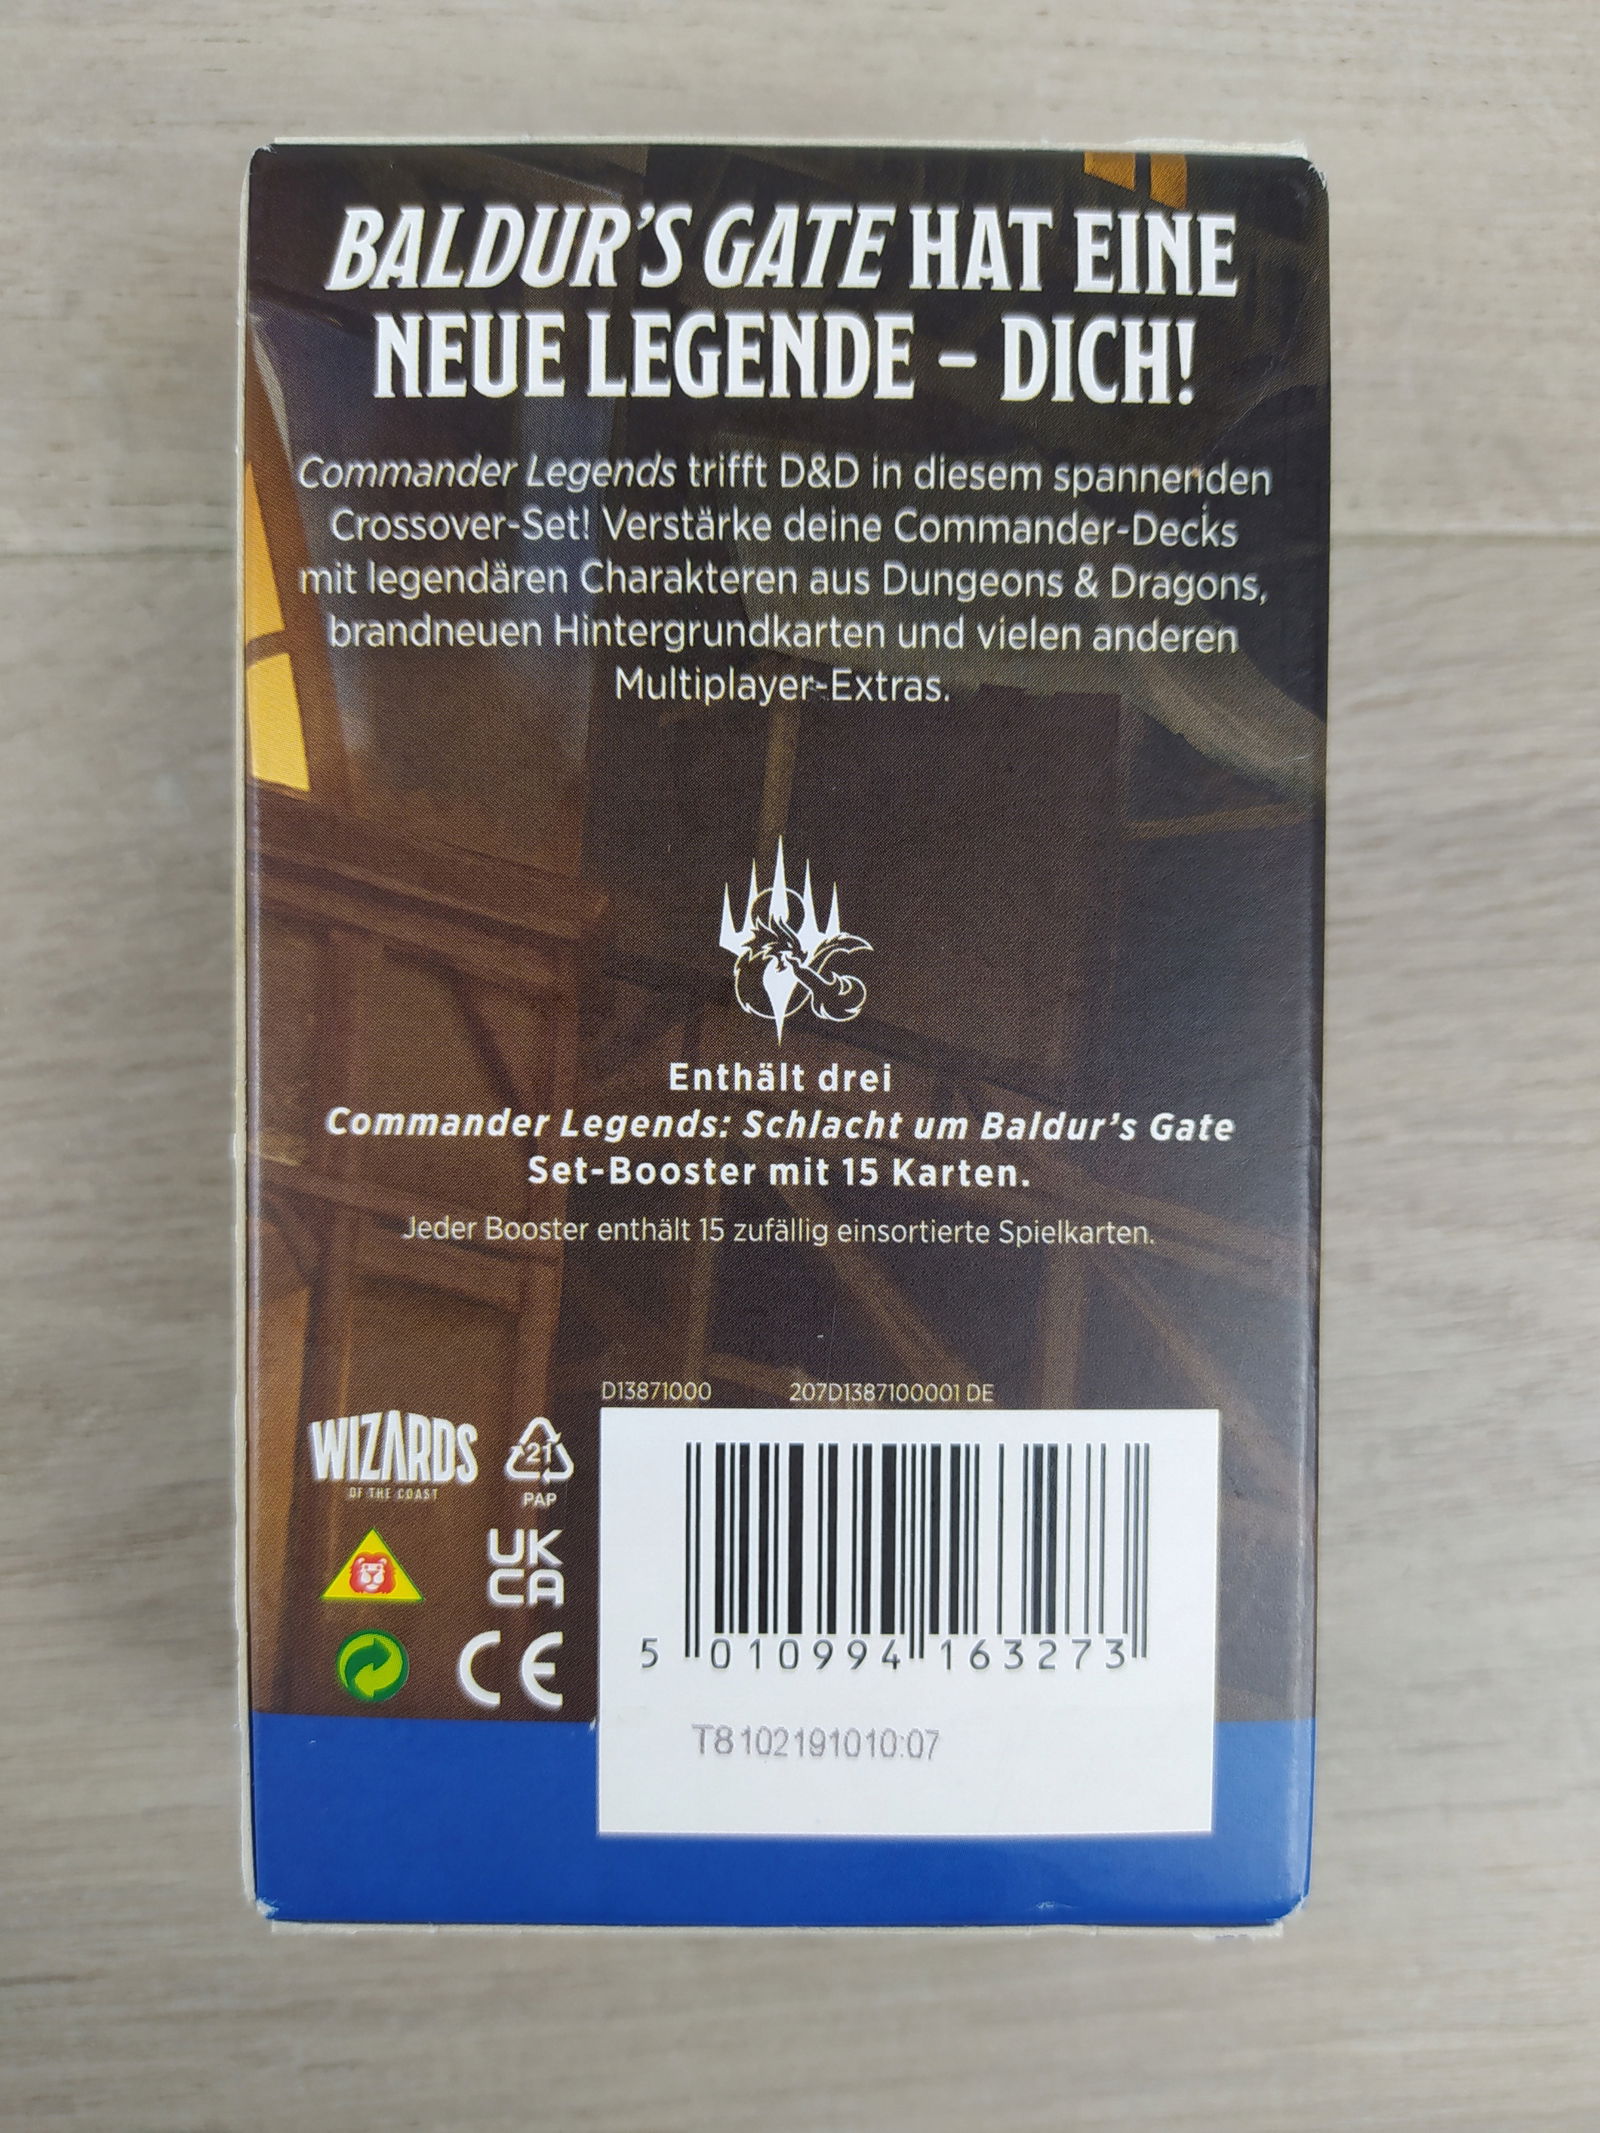 BALDUR'S GATE HAT EINE
NEUE LEGENDE – DICH!
Commander Legends trifft D&D in diesem spannenden
Crossover-Set! Verstärke deine Commander-Decks
mit legendären Charakteren aus Dungeons & Dragons,
brandneuen Hintergrundkarten und vielen anderen
Multiplayer-Extras.
Enthält drei
Commander Legends: Schlacht um Baldur's Gate
Set-Booster mit 15 Karten.
Jeder Booster enthält 15 zufällig einsortierte Spielkarten.
D13871000 207D1387100001 DE
WIZARDS
OF THE COAST
21
PAP
UK
CA
CE
5 010994 163273
T8102191010:07